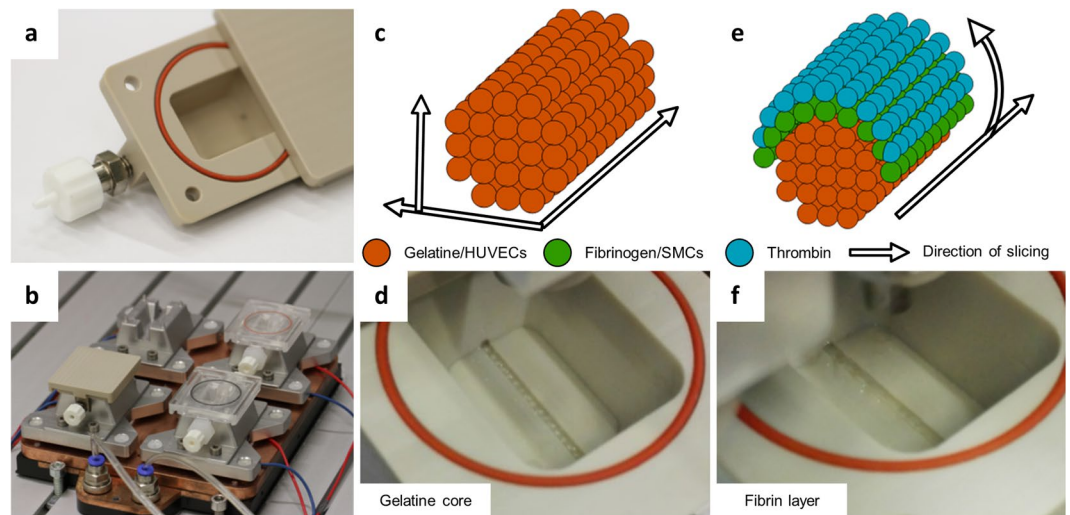 a
c
e
Gelatine/HUVECs
Fibrinogen/SMCs
Thrombin
Direction of slicing
b
d
f
Gelatine core
Fibrin layer